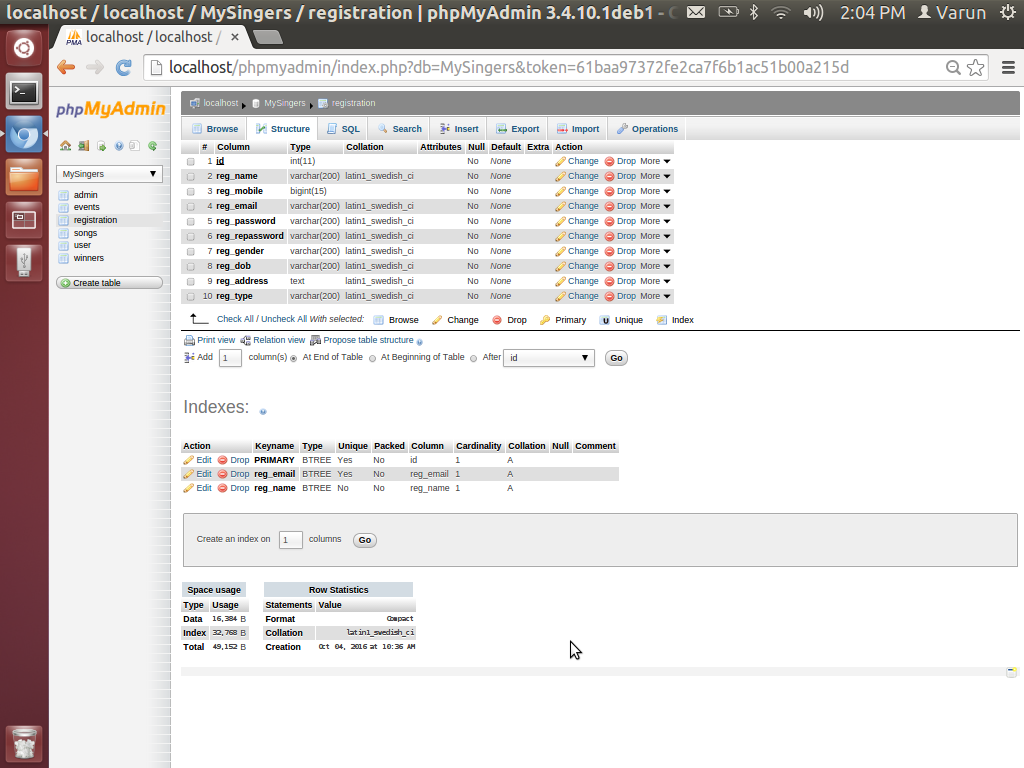 localhost / localhost / MySingers / registration | phpMyAdmin 3.4.10.1deb1 - C
2:04 PM Varun
localhost / localhost /
localhost/phpmyadmin/index.php?db=MySingers&token=61baa97372fe2ca7f6b1ac51b00a215d
phpMyAdmin
MySingers
admin
events
registration
songs
user
winners
Create table
localhost MySingers registration
Browse Structure SQL Search Insert Export Import Operations
# Column Type Collation Attributes Null Default Extra Action
1 id int(11) No None Change Drop More
2 reg_name varchar(200) latin1_swedish_ci No None Change Drop More
3 reg_mobile bigint(15) No None Change Drop More
4 reg_email varchar(200) latin1_swedish_ci No None Change Drop More
5 reg_password varchar(200) latin1_swedish_ci No None Change Drop More
6 reg_repassword varchar(200) latin1_swedish_ci No None Change Drop More
7 reg_gender varchar(200) latin1_swedish_ci No None Change Drop More
8 reg_dob varchar(200) latin1_swedish_ci No None Change Drop More
9 reg_address text latin1_swedish_ci No None Change Drop More
10 reg_type varchar(200) latin1_swedish_ci No None Change Drop More
Check All / Uncheck All With selected: Browse Change Drop Primary Unique Index
Print view Relation view Propose table structure
Add 1 column(s) At End of Table At Beginning of Table After id Go
Indexes:
Action Keyname Type Unique Packed Column Cardinality Collation Null Comment
Edit Drop PRIMARY BTREE Yes No id 1 A
Edit Drop reg_email BTREE Yes No reg_email 1 A
Edit Drop reg_name BTREE No No reg_name 1 A
Create an index on 1 columns Go
Space usage
Type Usage
Data 16,384 B
Index 32,768 B
Total 49,152 B
Row Statistics
Statements Value
Format Compact
Collation latin1_swedish_ci
Creation Oct 04, 2016 at 10:36 AM